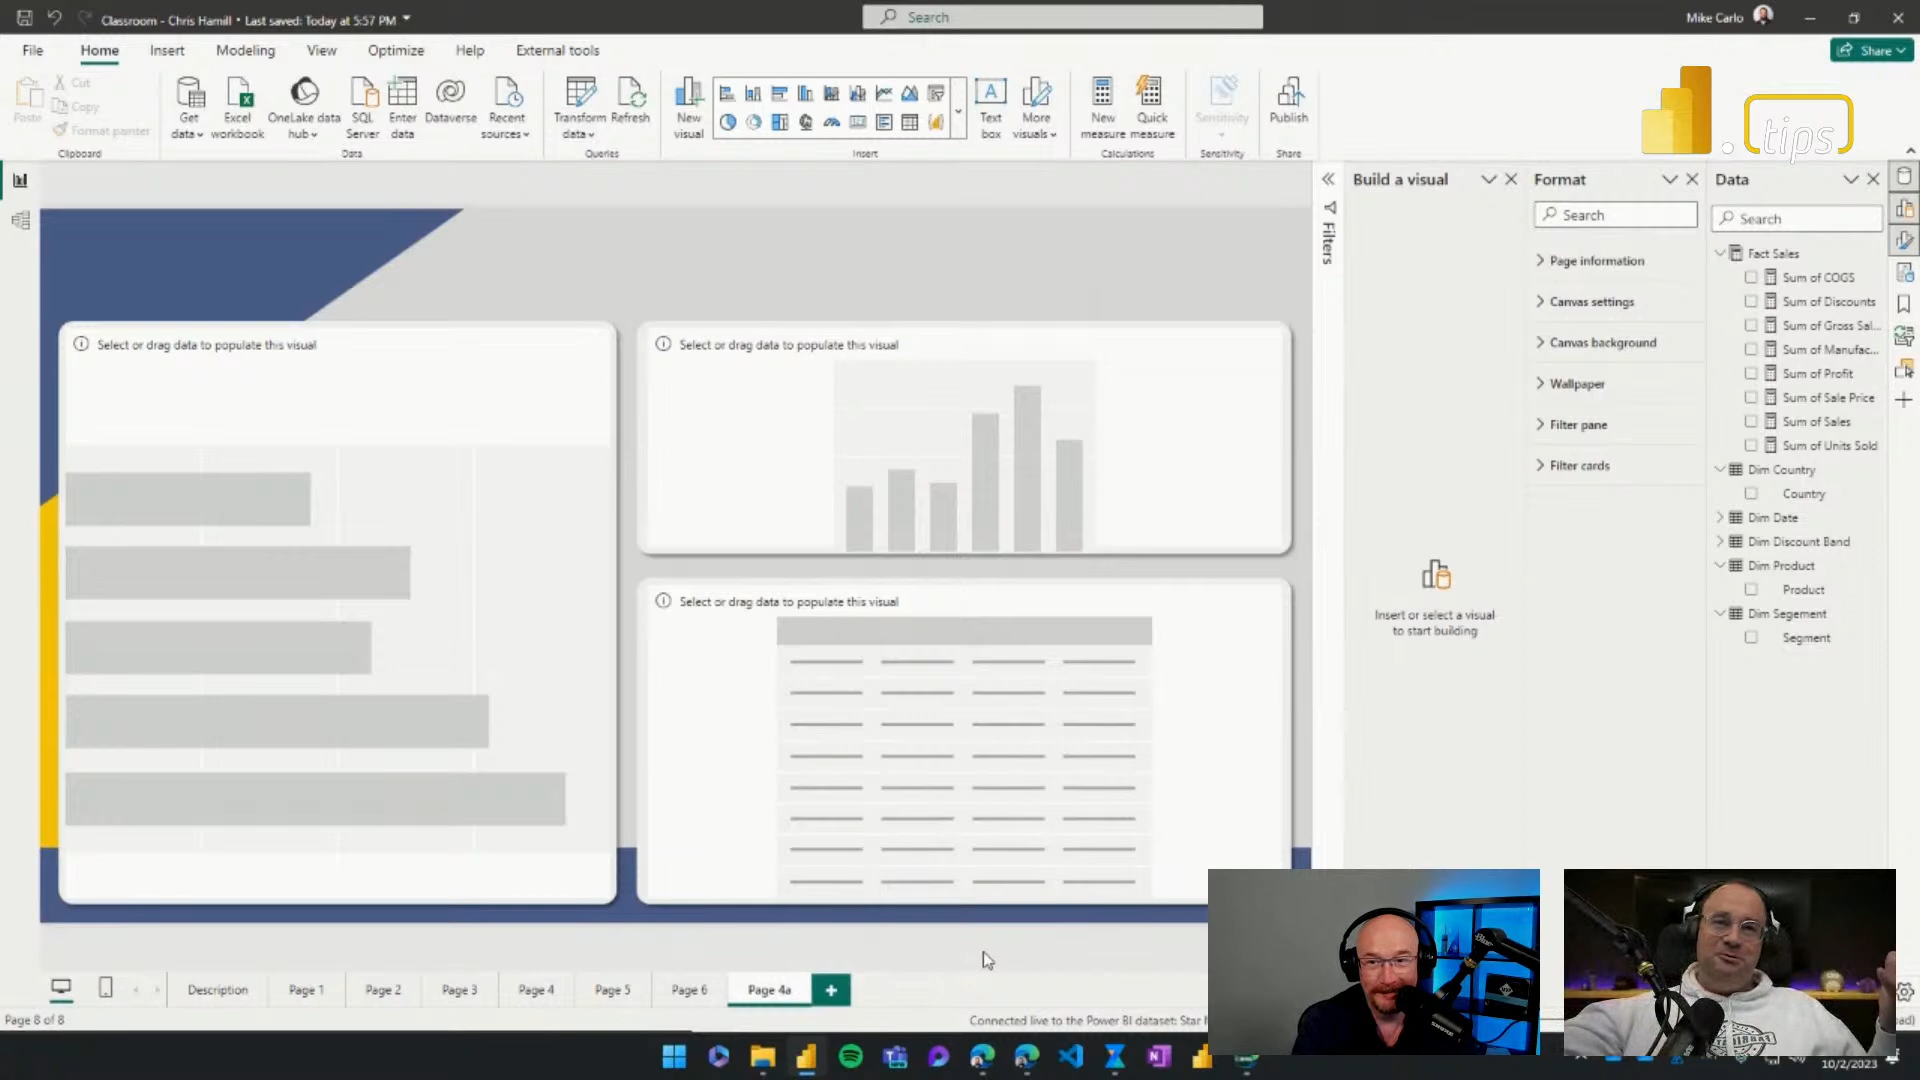 Classroom - Chris Hamill • Last saved: Today at 5:57 PM
Search
Mike Carlo
File
Home
Insert
Modeling
View
Optimize
Help
External tools
Share
Paste
Cut
Copy
Format painter
Clipboard
Get data
Excel workbook
OneLake data hub
SQL Server
Enter data
Dataverse
Recent sources
Data
Transform data
Refresh
Queries
New visual
Text box
More visuals
Insert
New measure
Quick measure
Calculations
Sensitivity
Sensitivity
Publish
Share
.tips
Filters
Build a visual
Insert or select a visual
to start building
Format
Search
Page information
Canvas settings
Canvas background
Wallpaper
Filter pane
Filter cards
Data
Search
Fact Sales
Sum of COGS
Sum of Discounts
Sum of Gross Sal...
Sum of Manufac...
Sum of Profit
Sum of Sale Price
Sum of Sales
Sum of Units Sold
Dim Country
Country
Dim Date
Dim Discount Band
Dim Product
Product
Dim Segement
Segment
Select or drag data to populate this visual
Select or drag data to populate this visual
Select or drag data to populate this visual
Description
Page 1
Page 2
Page 3
Page 4
Page 5
Page 6
Page 4a
Page 8 of 8
Connected live to the Power BI dataset: Star
10/2/2023